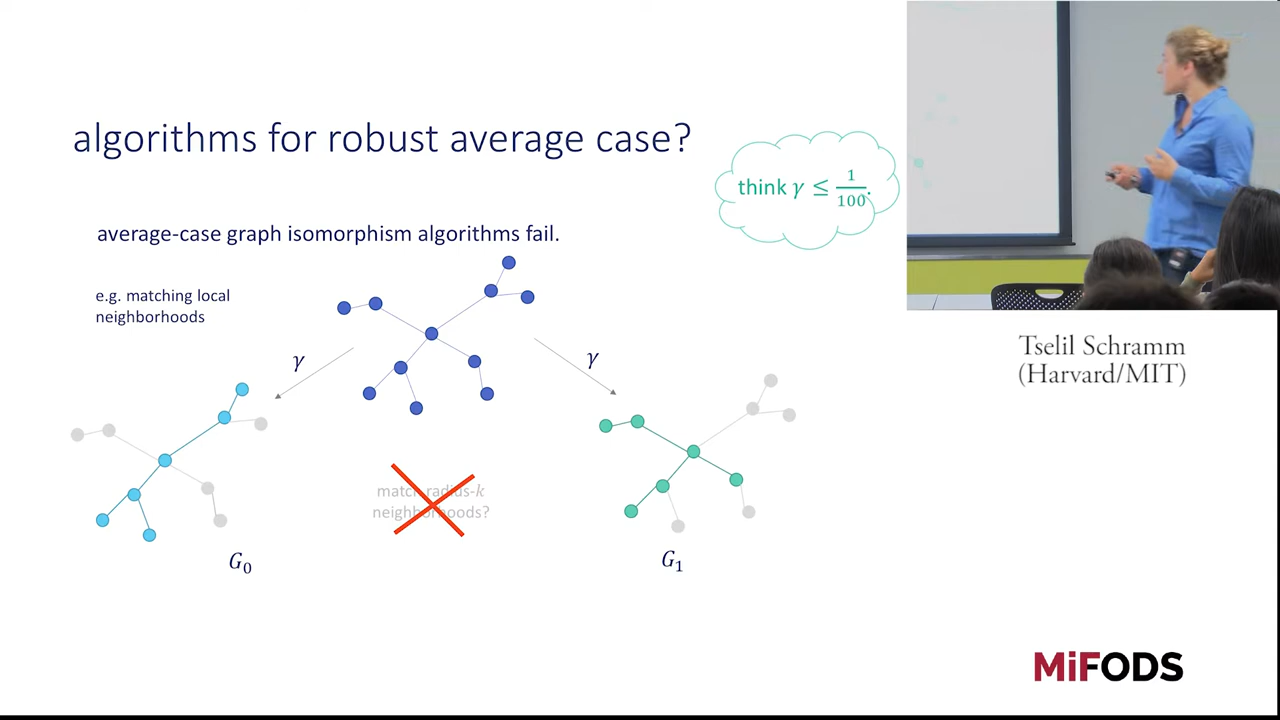 algorithms for robust average case?
think γ ≤ 1/100.
average-case graph isomorphism algorithms fail.
e.g. matching local
neighborhoods
γ
γ
match radius-k
neighborhoods?
G₀
G₁
Tselil Schramm
(Harvard/MIT)
MiFODS